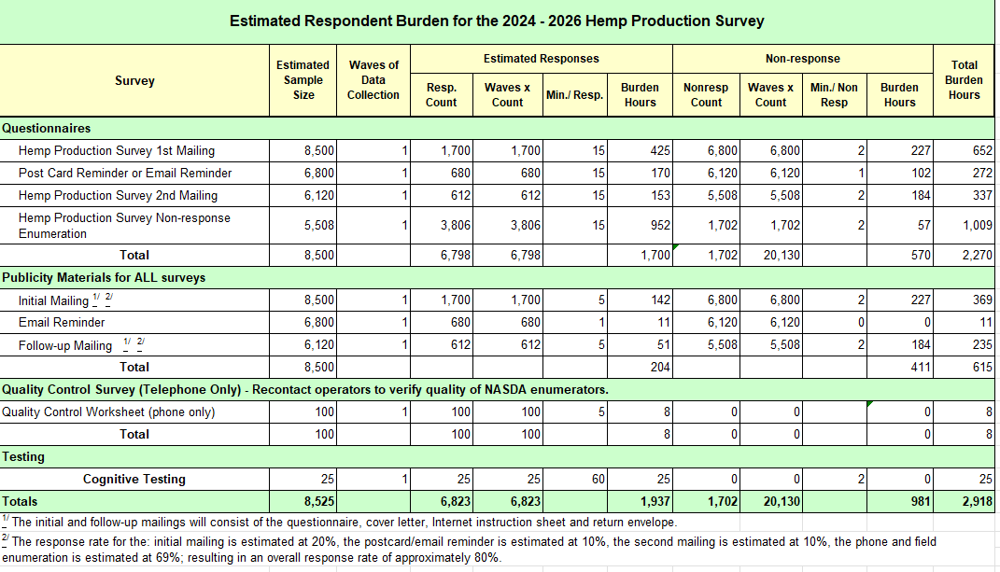 Estimated Respondent Burden for the 2024 - 2026 Hemp Production Survey
Survey Estimated Sample Size Waves of Data Collection Estimated Responses Non-response Total Burden Hours
Resp. Count Waves x Count Min./ Resp. Burden Hours Nonresp Count Waves x Count Min./ Non Resp Burden Hours
Questionnaires
Hemp Production Survey 1st Mailing 8,500 1 1,700 1,700 15 425 6,800 6,800 2 227 652
Post Card Reminder or Email Reminder 6,800 1 680 680 15 170 6,120 6,120 1 102 272
Hemp Production Survey 2nd Mailing 6,120 1 612 612 15 153 5,508 5,508 2 184 337
Hemp Production Survey Non-response Enumeration 5,508 1 3,806 3,806 15 952 1,702 1,702 2 57 1,009
Total 8,500 6,798 6,798 1,700 1,702 20,130 570 2,270
Publicity Materials for ALL surveys
Initial Mailing 1/ 2/ 8,500 1 1,700 1,700 5 142 6,800 6,800 2 227 369
Email Reminder 6,800 1 680 680 1 11 6,120 6,120 0 0 11
Follow-up Mailing 1/ 2/ 6,120 1 612 612 5 51 5,508 5,508 2 184 235
Total 8,500 204 411 615
Quality Control Survey (Telephone Only) - Recontact operators to verify quality of NASDA enumerators.
Quality Control Worksheet (phone only) 100 1 100 100 5 8 0 0 0 8
Total 100 100 100 8 0 0 0 8
Testing
Cognitive Testing 25 1 25 25 60 25 0 0 2 0 25
Totals 8,525 6,823 6,823 1,937 1,702 20,130 981 2,918
1/ The initial and follow-up mailings will consist of the questionnaire, cover letter, Internet instruction sheet and return envelope.
2/ The response rate for the: initial mailing is estimated at 20%, the postcard/email reminder is estimated at 10%, the second mailing is estimated at 10%, the phone and field
enumeration is estimated at 69%; resulting in an overall response rate of approximately 80%.